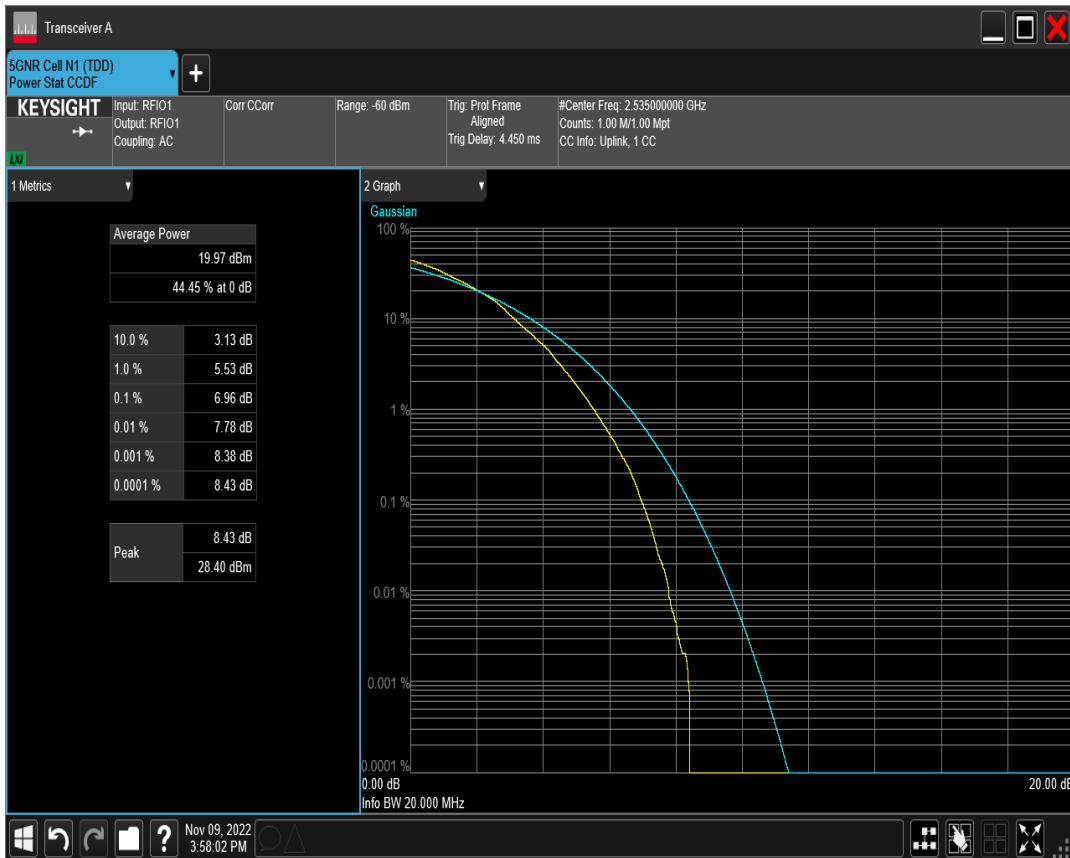 Transceiver A
5GNR Cell N1 (TDD)
Power Stat CCDF
+
KEYSIGHT
LXI
Input: RFIO1
Output: RFIO1
Coupling: AC
Corr CCorr
Range: -60 dBm
Trig: Prot Frame
Aligned
Trig Delay: 4.450 ms
#Center Freq: 2.535000000 GHz
Counts: 1.00 M/1.00 Mpt
CC Info: Uplink, 1 CC
1 Metrics
Average Power
19.97 dBm
44.45 % at 0 dB
10.0 % 3.13 dB
1.0 % 5.53 dB
0.1 % 6.96 dB
0.01 % 7.78 dB
0.001 % 8.38 dB
0.0001 % 8.43 dB
Peak 8.43 dB
28.40 dBm
2 Graph
Gaussian
100 %
10 %
1 %
0.1 %
0.01 %
0.001 %
0.0001 %
0.00 dB 20.00 dB
Info BW 20.000 MHz
?
Nov 09, 2022
3:58:02 PM